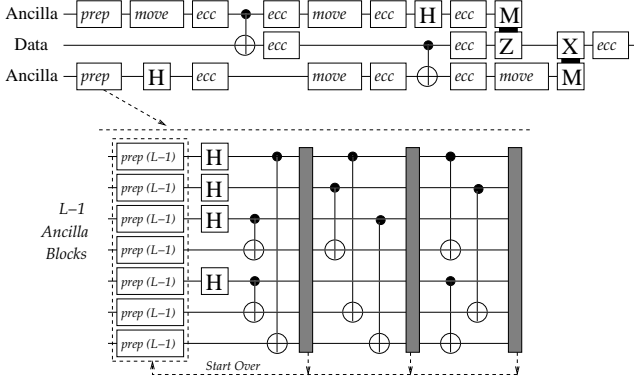 Ancilla prep move ecc ecc move ecc H ecc M
Data ecc ecc Z X ecc
Ancilla prep H ecc move ecc ecc move M
prep (L−1) H
prep (L−1) H
L−1 prep (L−1) H
Ancilla
Blocks prep (L−1)
prep (L−1) H
prep (L−1)
prep (L−1)
Start Over